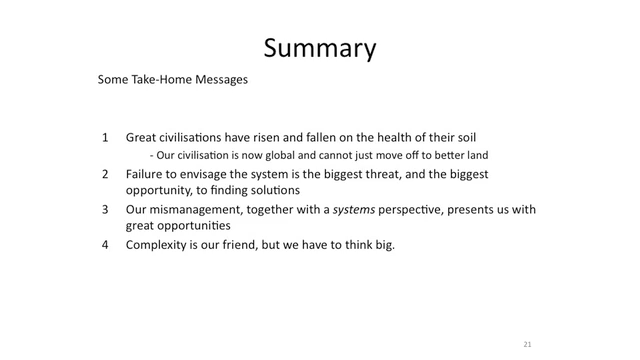 Summary
Some Take-Home Messages
1 Great civilisations have risen and fallen on the health of their soil
- Our civilisation is now global and cannot just move off to better land
2 Failure to envisage the system is the biggest threat, and the biggest
opportunity, to finding solutions
3 Our mismanagement, together with a systems perspective, presents us with
great opportunities
4 Complexity is our friend, but we have to think big.
21